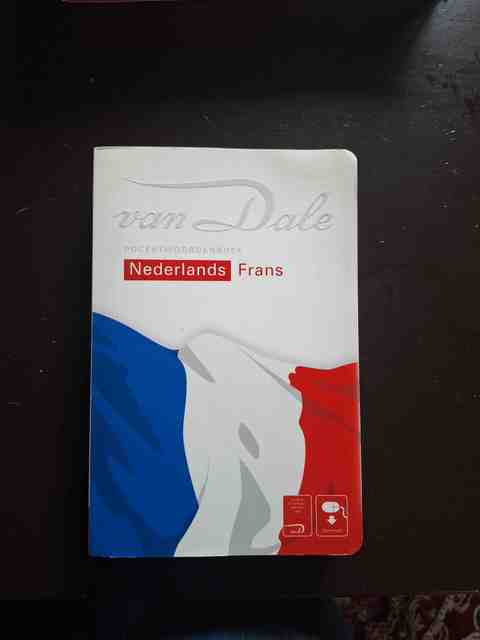 van Dale
POCKETWOORDENBOEK
Nederlands Frans